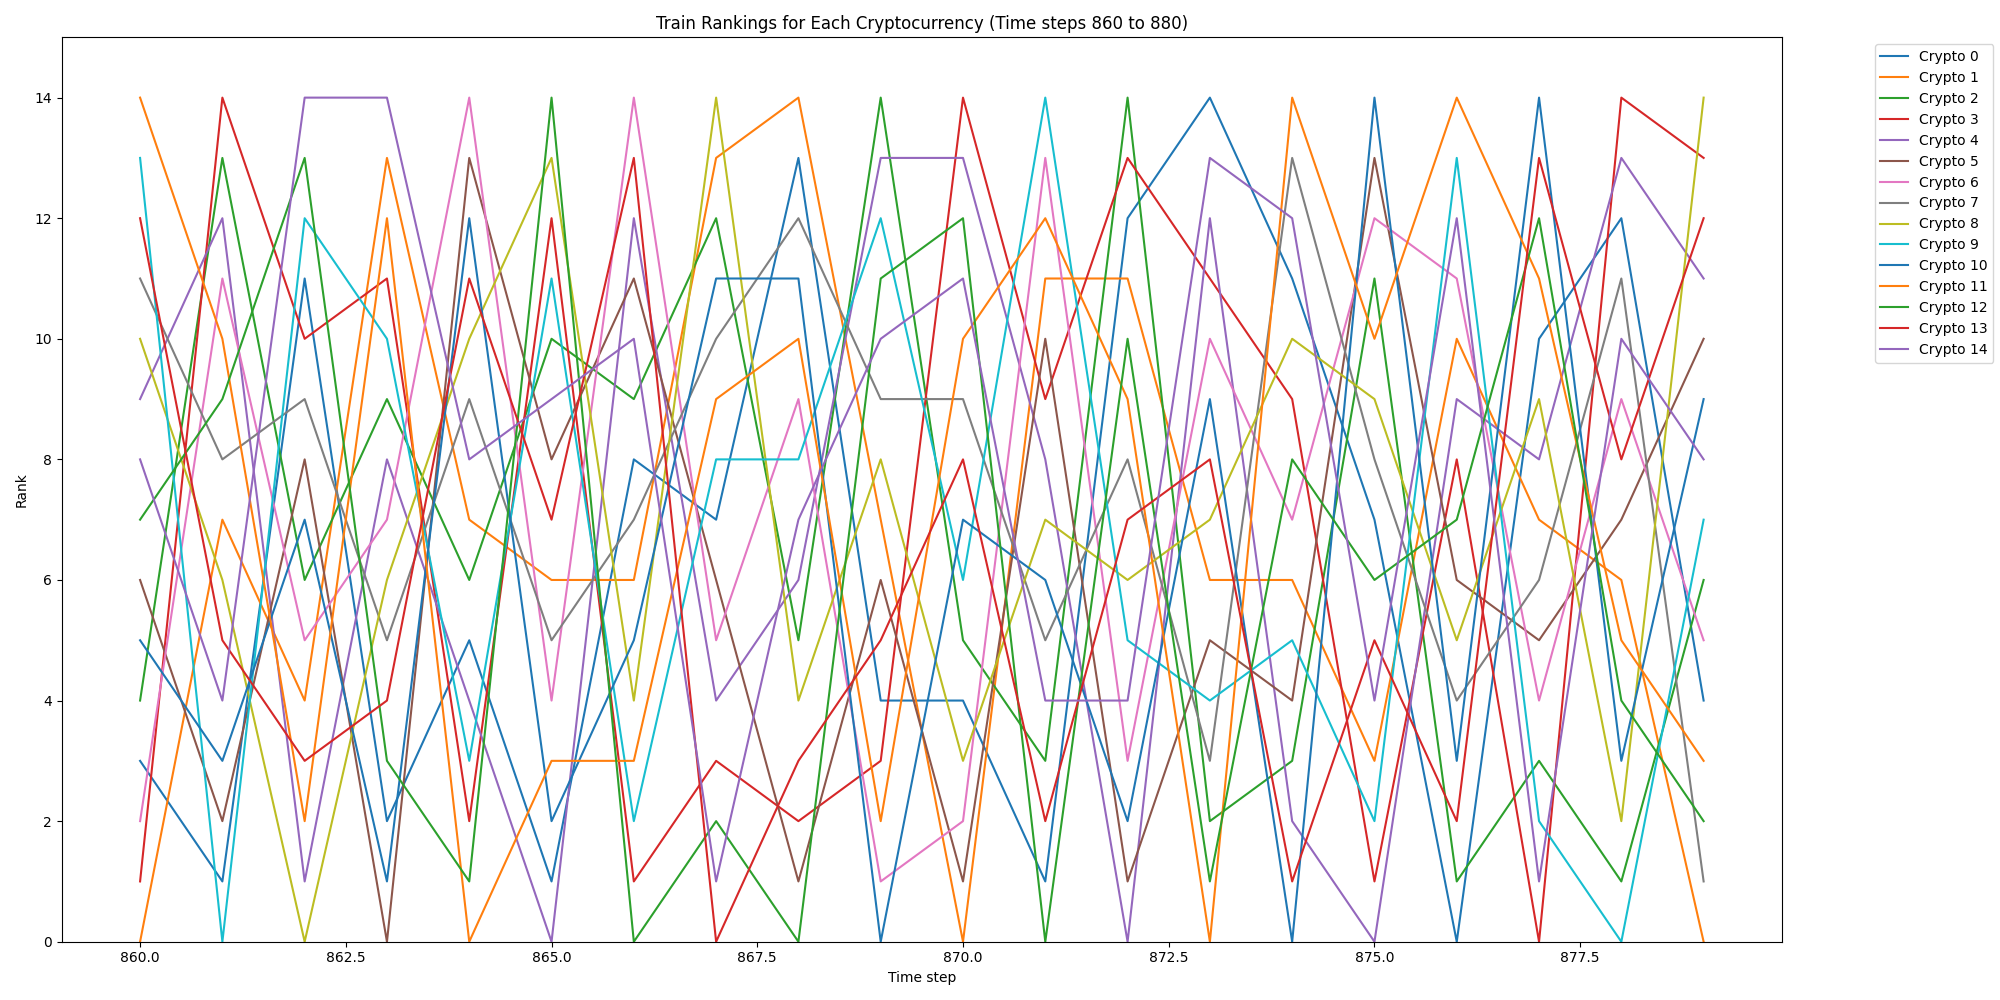 Train Rankings for Each Cryptocurrency (Time steps 860 to 880)
Rank
14
12
10
8
6
4
2
0
860.0 862.5 865.0 867.5 870.0 872.5 875.0 877.5
Time step
Crypto 0
Crypto 1
Crypto 2
Crypto 3
Crypto 4
Crypto 5
Crypto 6
Crypto 7
Crypto 8
Crypto 9
Crypto 10
Crypto 11
Crypto 12
Crypto 13
Crypto 14